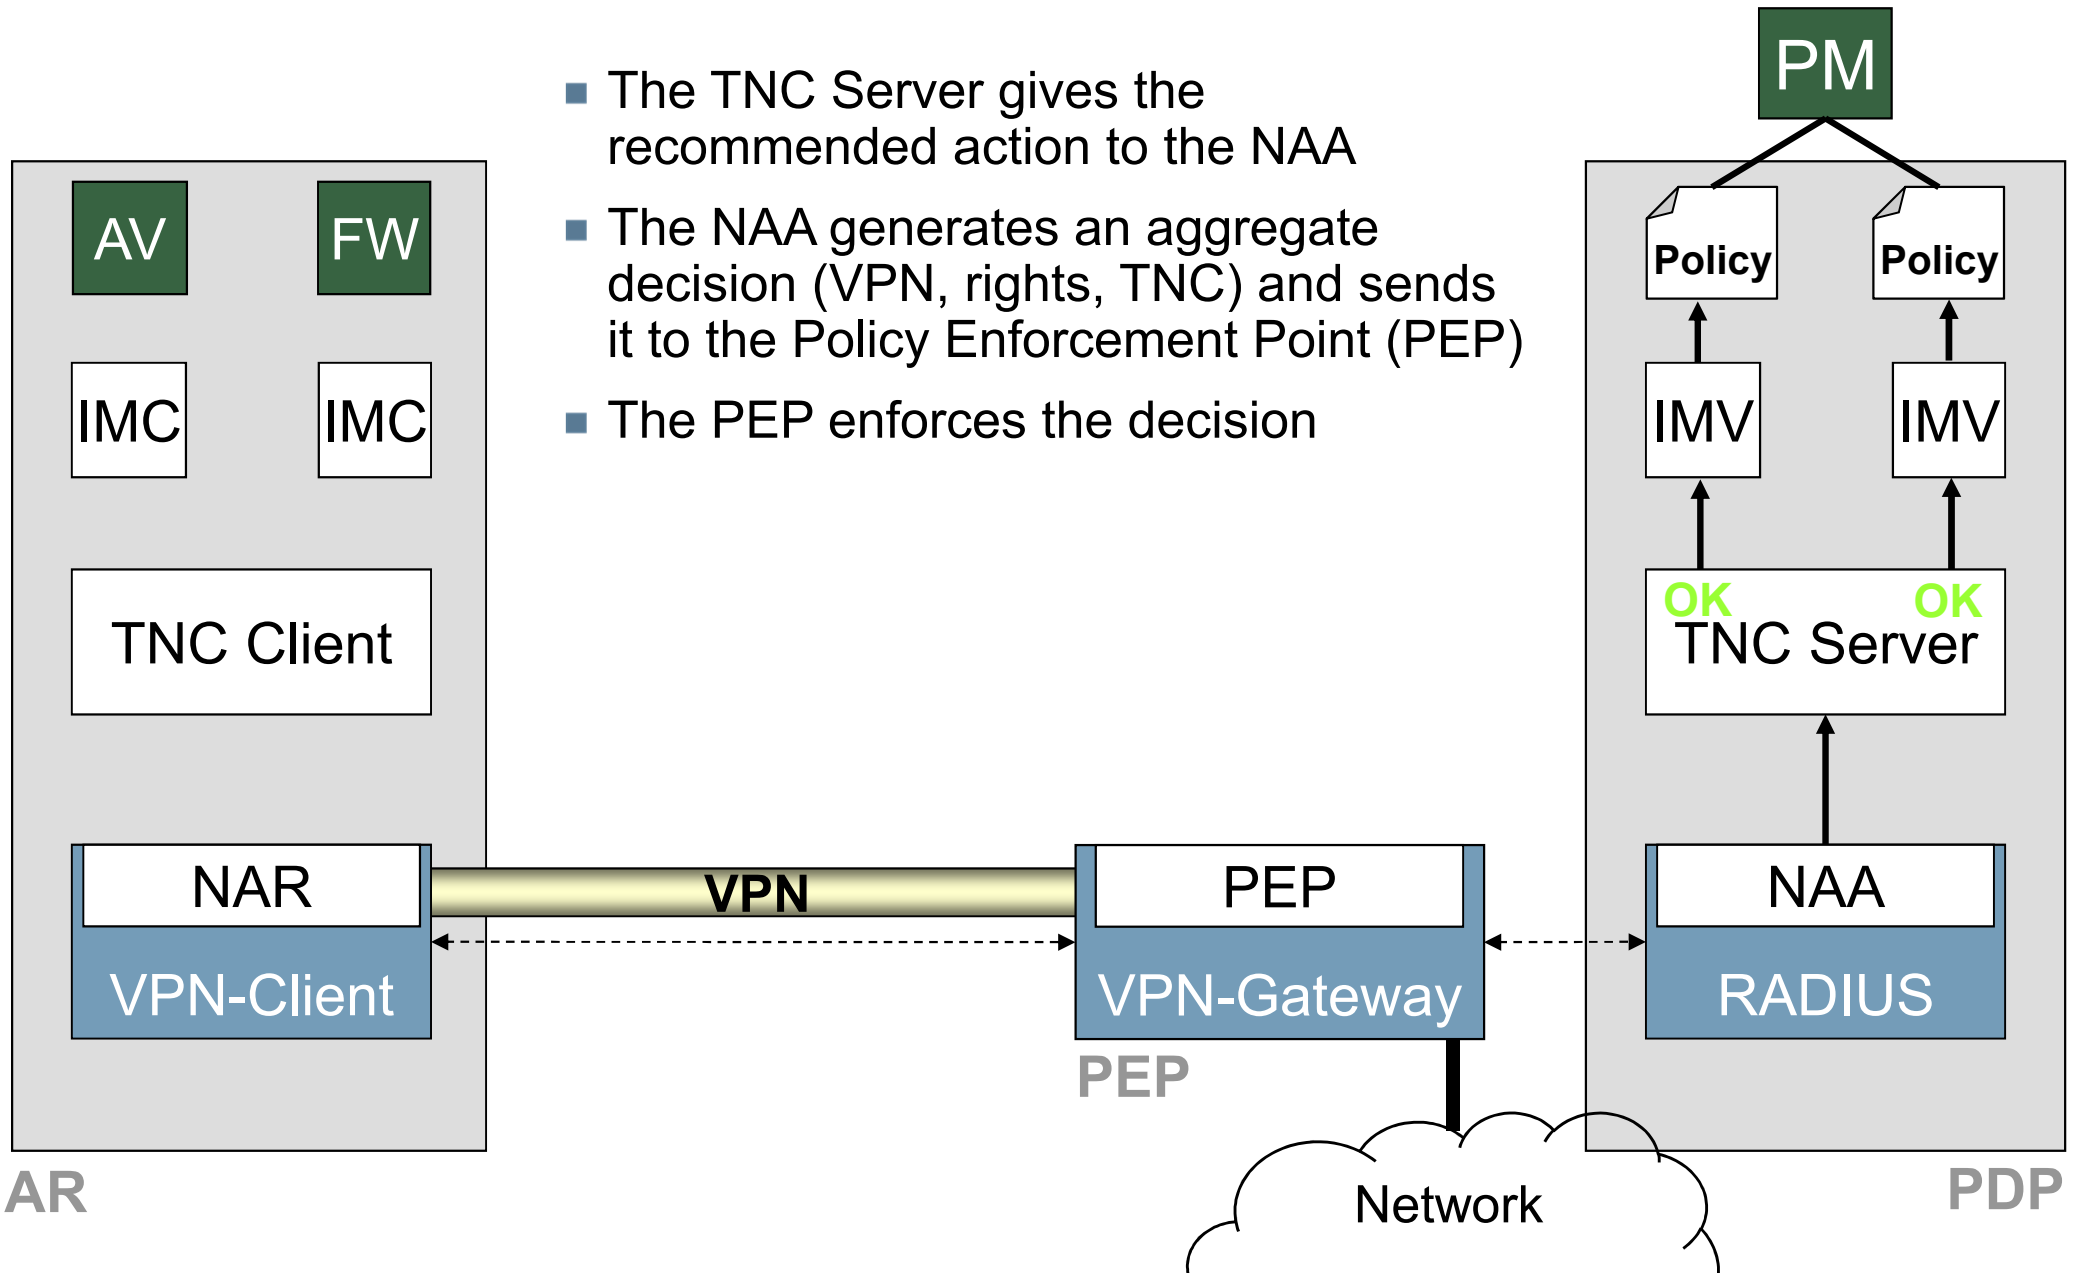 PM
The TNC Server gives the
recommended action to the NAA
The NAA generates an aggregate
decision (VPN, rights, TNC) and sends
it to the Policy Enforcement Point (PEP)
The PEP enforces the decision
AV
FW
IMC
IMC
TNC Client
NAR
VPN-Client
AR
VPN
PEP
VPN-Gateway
PEP
Network
Policy
Policy
IMV
IMV
OK
OK
TNC Server
NAA
RADIUS
PDP